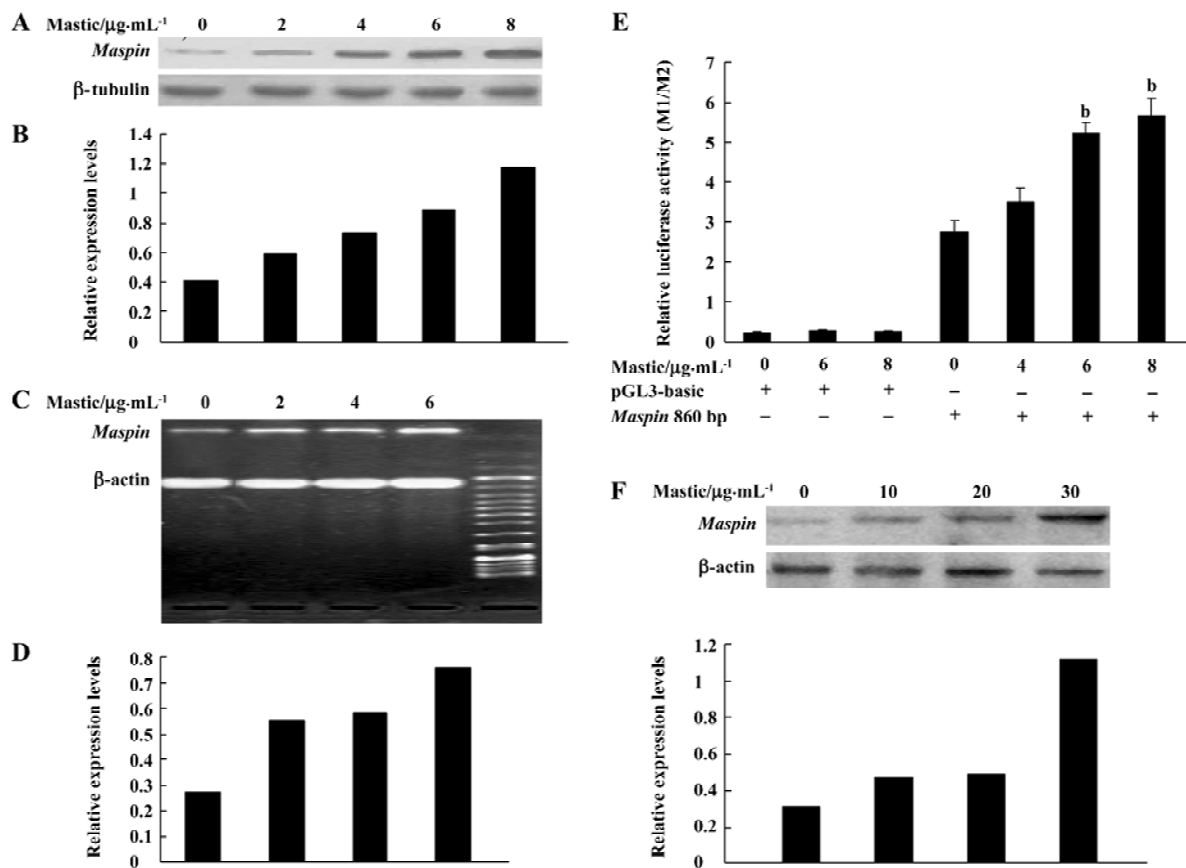 A
Mastic/µg·mL⁻¹ 0 2 4 6 8
Maspin
β-tubulin
B
Relative expression levels
1.4
1.2
1
0.8
0.6
0.4
0.2
0
C
Mastic/µg·mL⁻¹ 0 2 4 6
Maspin
β-actin
D
Relative expression levels
0.8
0.7
0.6
0.5
0.4
0.3
0.2
0.1
0
E
Relative luciferase activity (M1/M2)
7
6
5
4
3
2
1
0
b
b
Mastic/µg·mL⁻¹ 0 6 8 0 4 6 8
pGL3-basic + + + – – – –
Maspin 860 bp – – – + + + +
F
Mastic/µg·mL⁻¹ 0 10 20 30
Maspin
β-actin
Relative expression levels
1.2
1
0.8
0.6
0.4
0.2
0